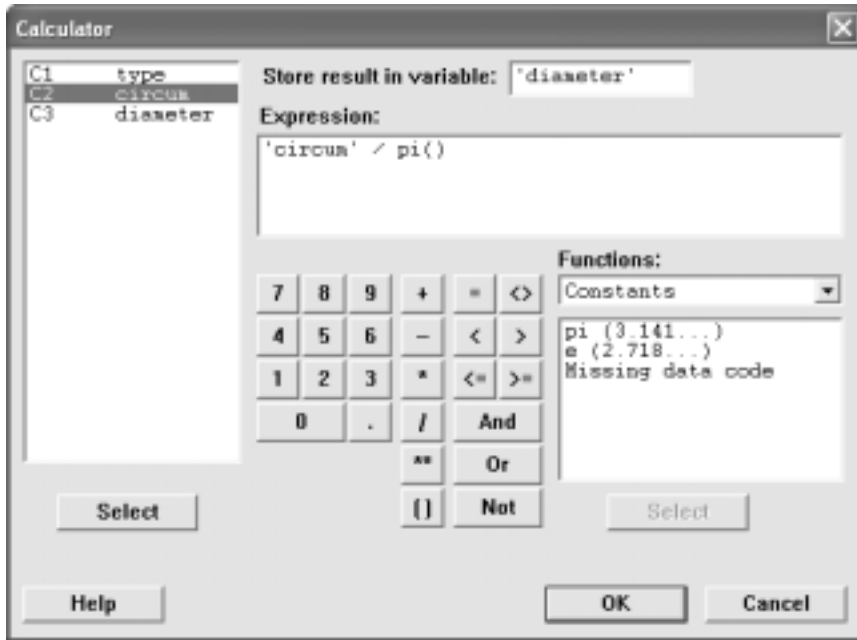 Calculator
C1 type
C2 circum
C3 diameter
Store result in variable: 'diameter'
Expression:
'circum' / pi()
Functions:
Constants
pi (3.141...)
e (2.718...)
Missing data code
7 8 9 + = <>
4 5 6 − < >
1 2 3 * <= >=
0 . / And
** Or
() Not
Select
Select
Help
OK
Cancel